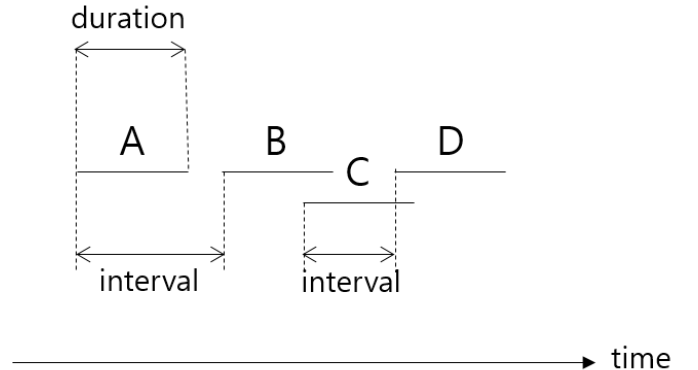 duration
A
B
C
D
interval
interval
time